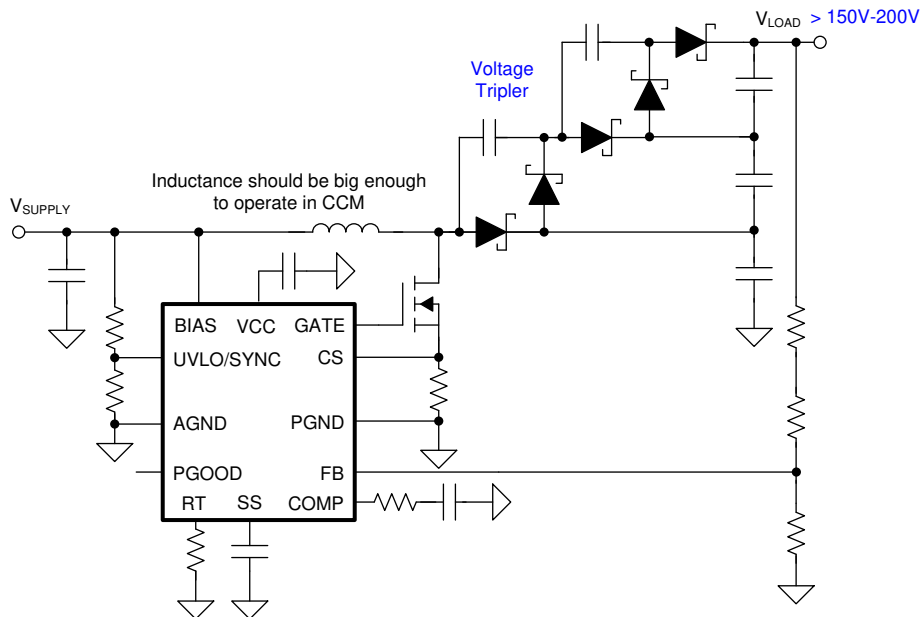 VLOAD > 150V-200V
Voltage
Tripler
Inductance should be big enough
to operate in CCM
VSUPPLY
BIAS VCC GATE
UVLO/SYNC CS
AGND PGND
PGOOD FB
RT SS COMP